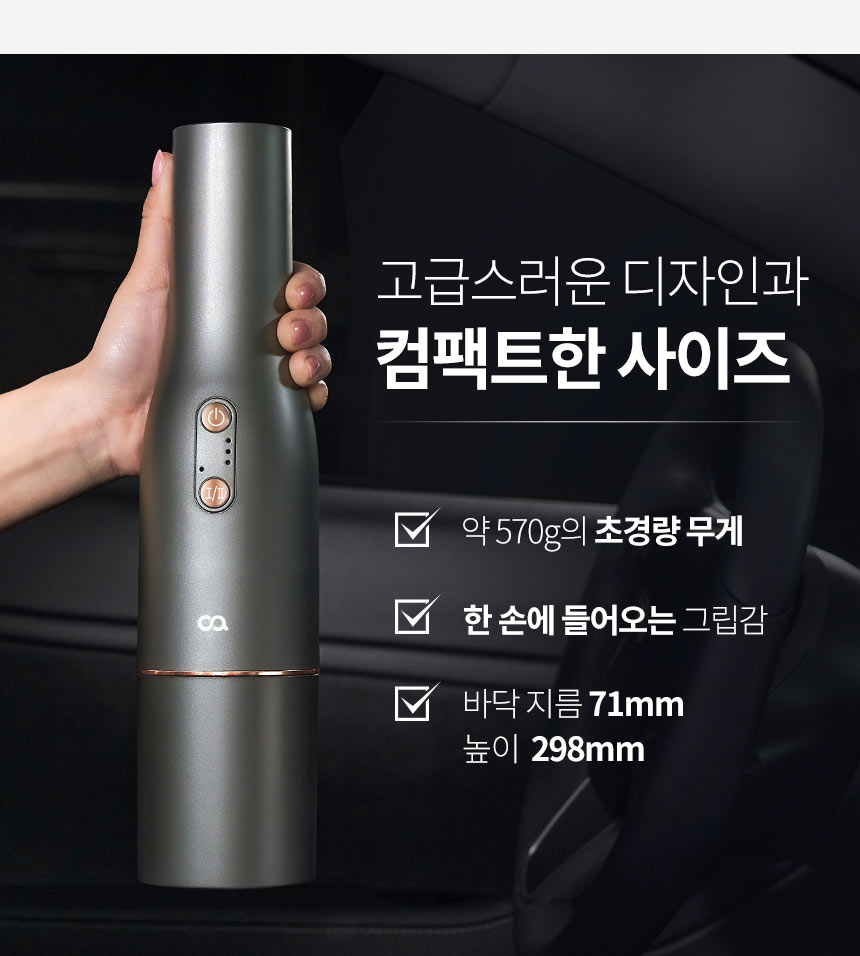 고급스러운 디자인과
컴팩트한 사이즈
약 570g의 초경량 무게
한 손에 들어오는 그립감
바닥 지름 71mm
높이 298mm
I/II
oa